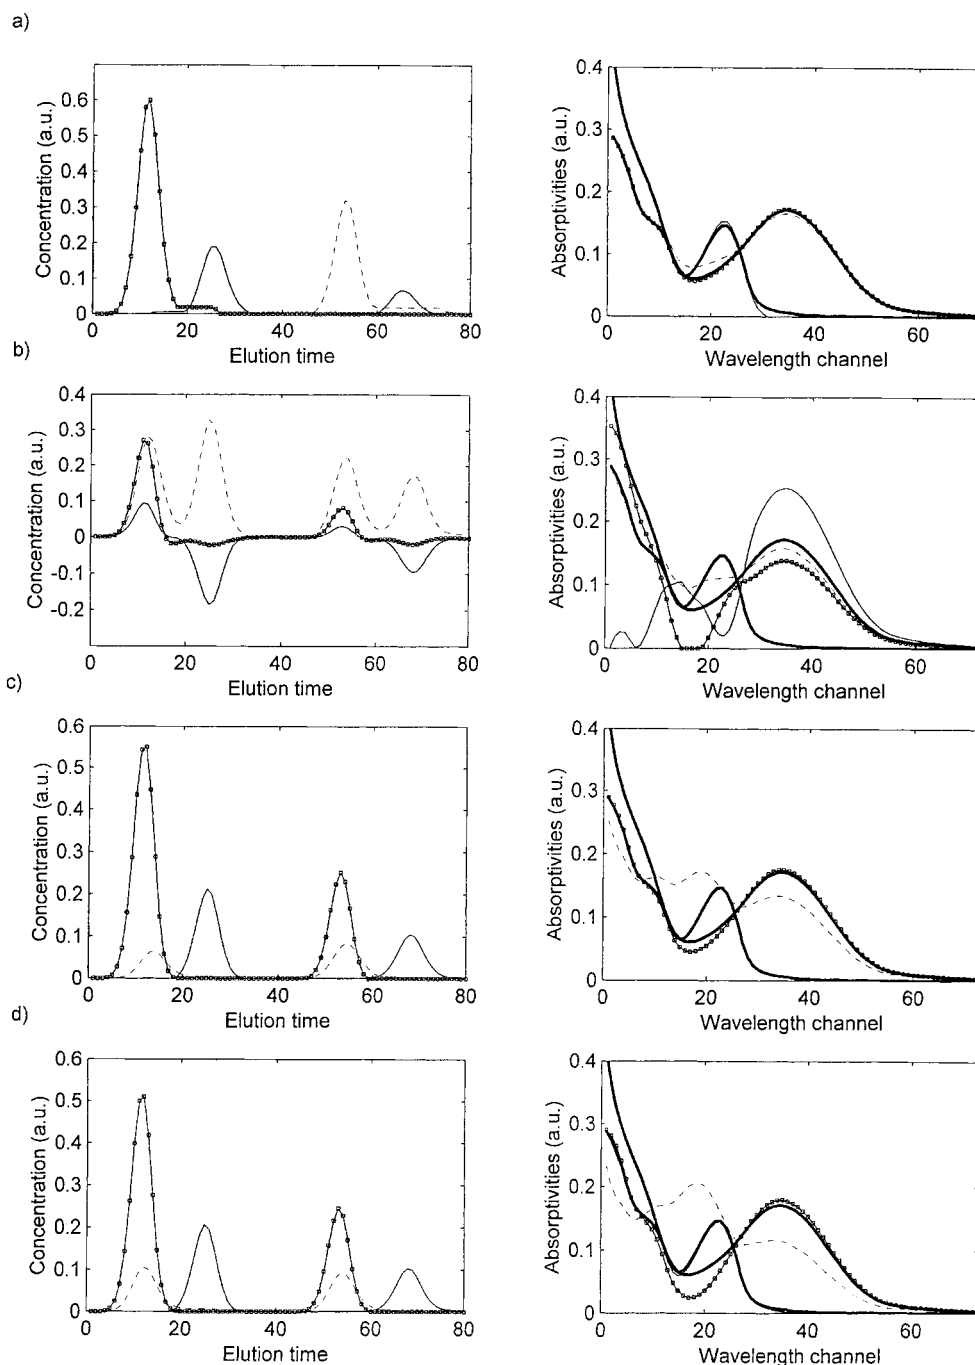 a)
Concentration (a.u.)
0.6
0.5
0.4
0.3
0.2
0.1
0
0 20 40 60 80
Elution time
Absorptivities (a.u.)
0.4
0.3
0.2
0.1
0
0 20 40 60
Wavelength channel
b)
Concentration (a.u.)
0.4
0.3
0.2
0.1
0
-0.1
-0.2
0 20 40 60 80
Elution time
Absorptivities (a.u.)
0.4
0.3
0.2
0.1
0
0 20 40 60
Wavelength channel
c)
Concentration (a.u.)
0.6
0.5
0.4
0.3
0.2
0.1
0
0 20 40 60 80
Elution time
Absorptivities (a.u.)
0.4
0.3
0.2
0.1
0
0 20 40 60
Wavelength channel
d)
Concentration (a.u.)
0.6
0.5
0.4
0.3
0.2
0.1
0
0 20 40 60 80
Elution time
Absorptivities (a.u.)
0.4
0.3
0.2
0.1
0
0 20 40 60
Wavelength channel